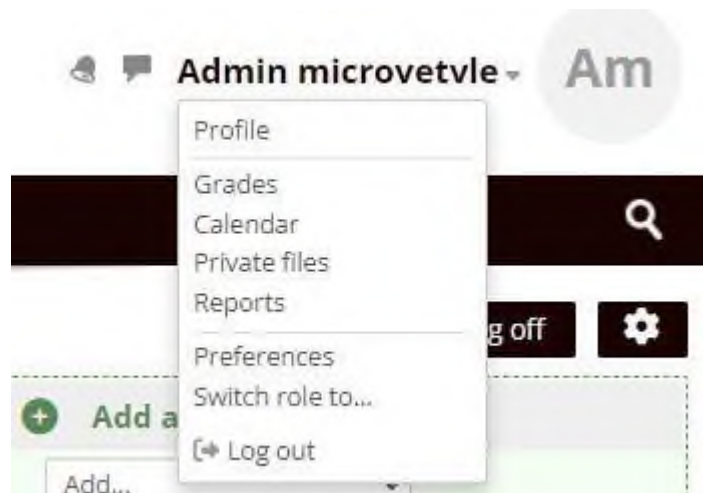 Admin microvetvle
Am
Profile
Grades
Calendar
Private files
Reports
g off
Preferences
Switch role to...
Add a
Log out
Add...